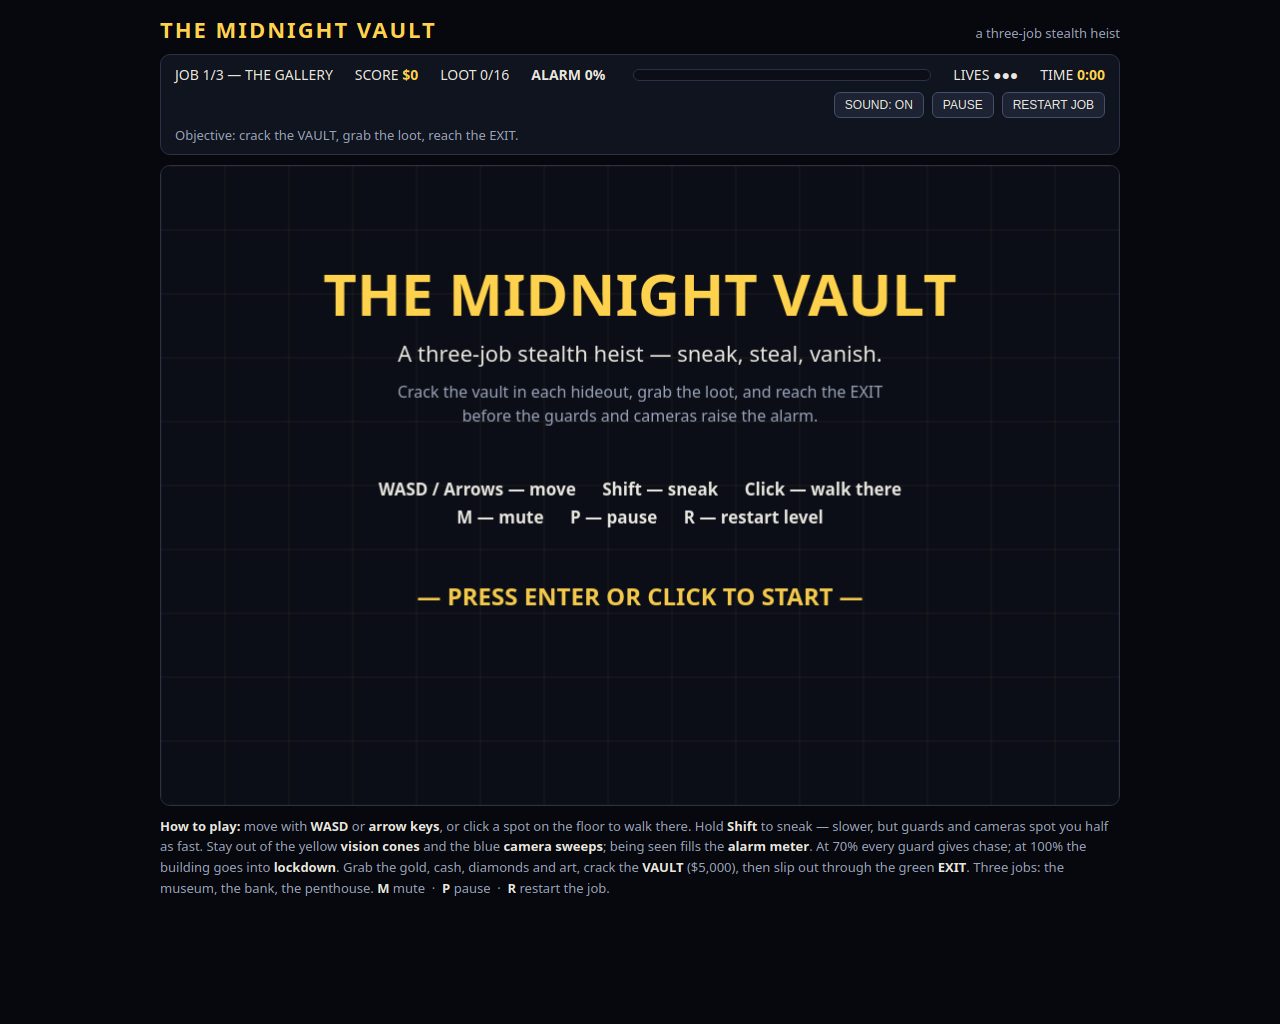 THE MIDNIGHT VAULT
a three-job stealth heist
JOB 1/3 — THE GALLERY SCORE $0 LOOT 0/16 ALARM 0% LIVES ●●● TIME 0:00
SOUND: ON PAUSE RESTART JOB
Objective: crack the VAULT, grab the loot, reach the EXIT.
THE MIDNIGHT VAULT
A three-job stealth heist — sneak, steal, vanish.
Crack the vault in each hideout, grab the loot, and reach the EXIT
before the guards and cameras raise the alarm.
WASD / Arrows — move Shift — sneak Click — walk there
M — mute P — pause R — restart level
— PRESS ENTER OR CLICK TO START —
How to play: move with WASD or arrow keys, or click a spot on the floor to walk there. Hold Shift to sneak — slower, but guards and cameras spot you half
as fast. Stay out of the yellow vision cones and the blue camera sweeps; being seen fills the alarm meter. At 70% every guard gives chase; at 100% the
building goes into lockdown. Grab the gold, cash, diamonds and art, crack the VAULT ($5,000), then slip out through the green EXIT. Three jobs: the
museum, the bank, the penthouse. M mute · P pause · R restart the job.